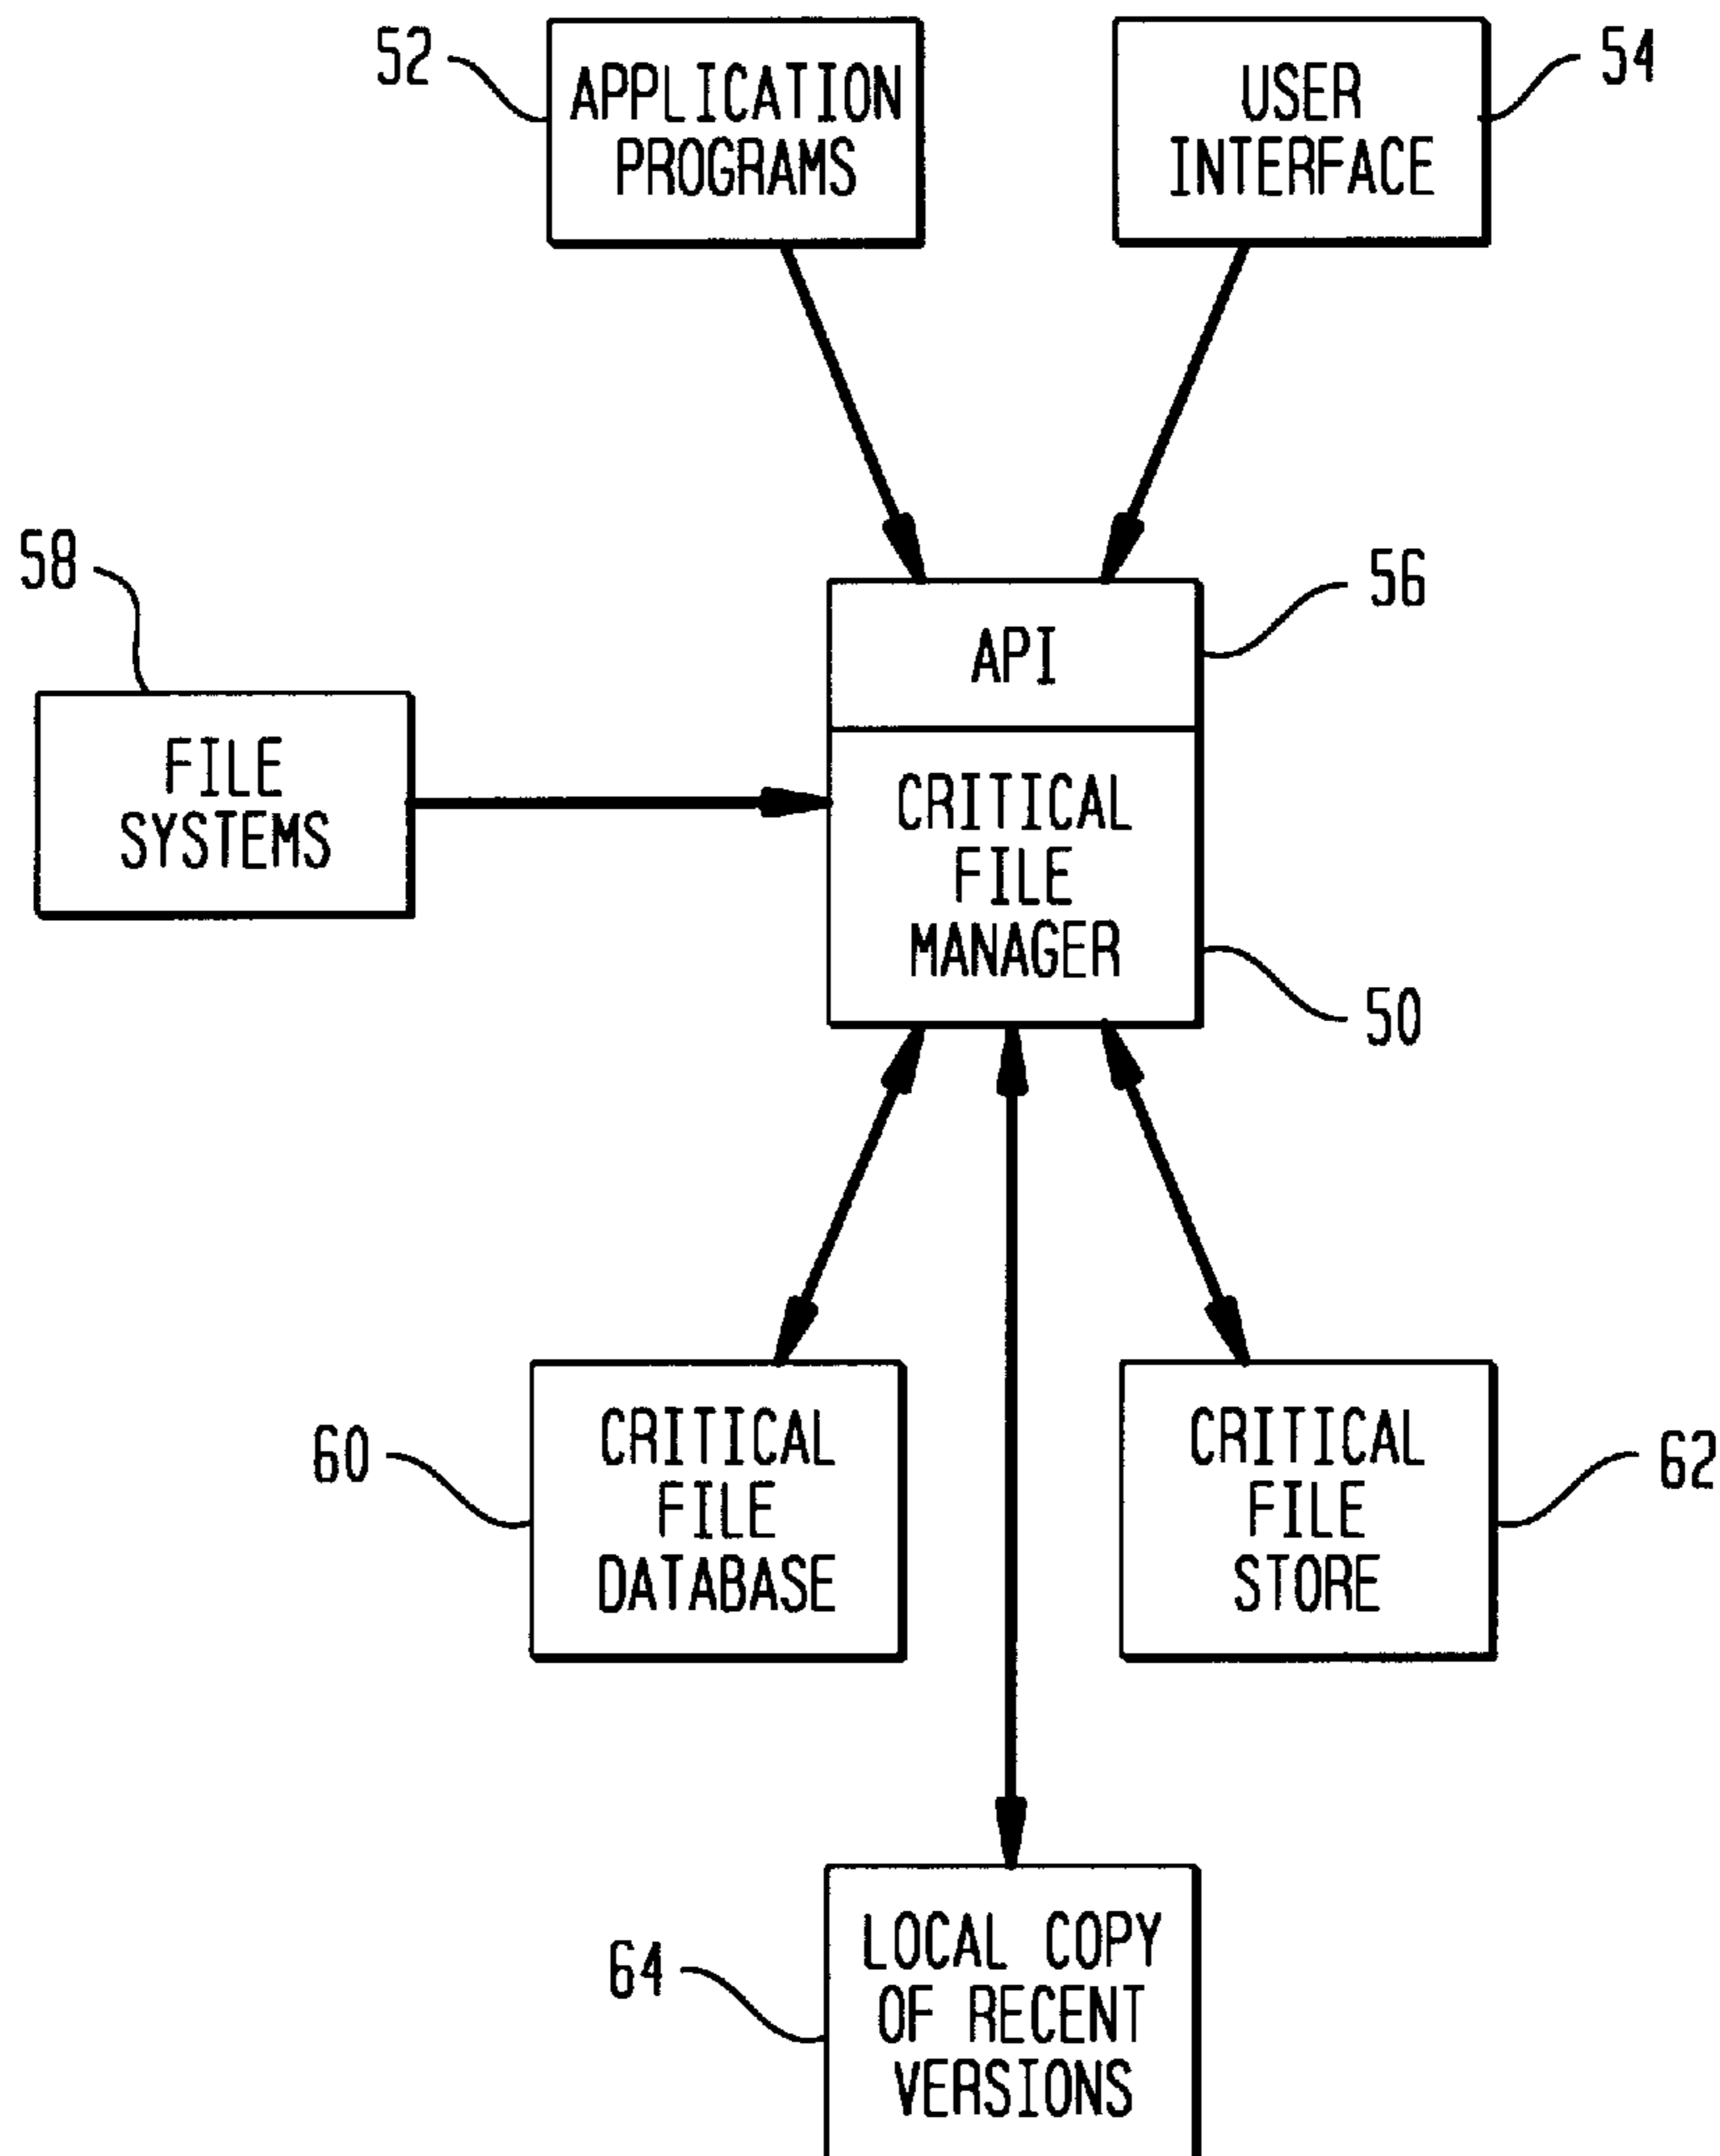 52
APPLICATION
PROGRAMS
USER
INTERFACE
54
58
FILE
SYSTEMS
API
56
CRITICAL
FILE
MANAGER
50
60
CRITICAL
FILE
DATABASE
CRITICAL
FILE
STORE
62
64
LOCAL COPY
OF RECENT
VERSIONS